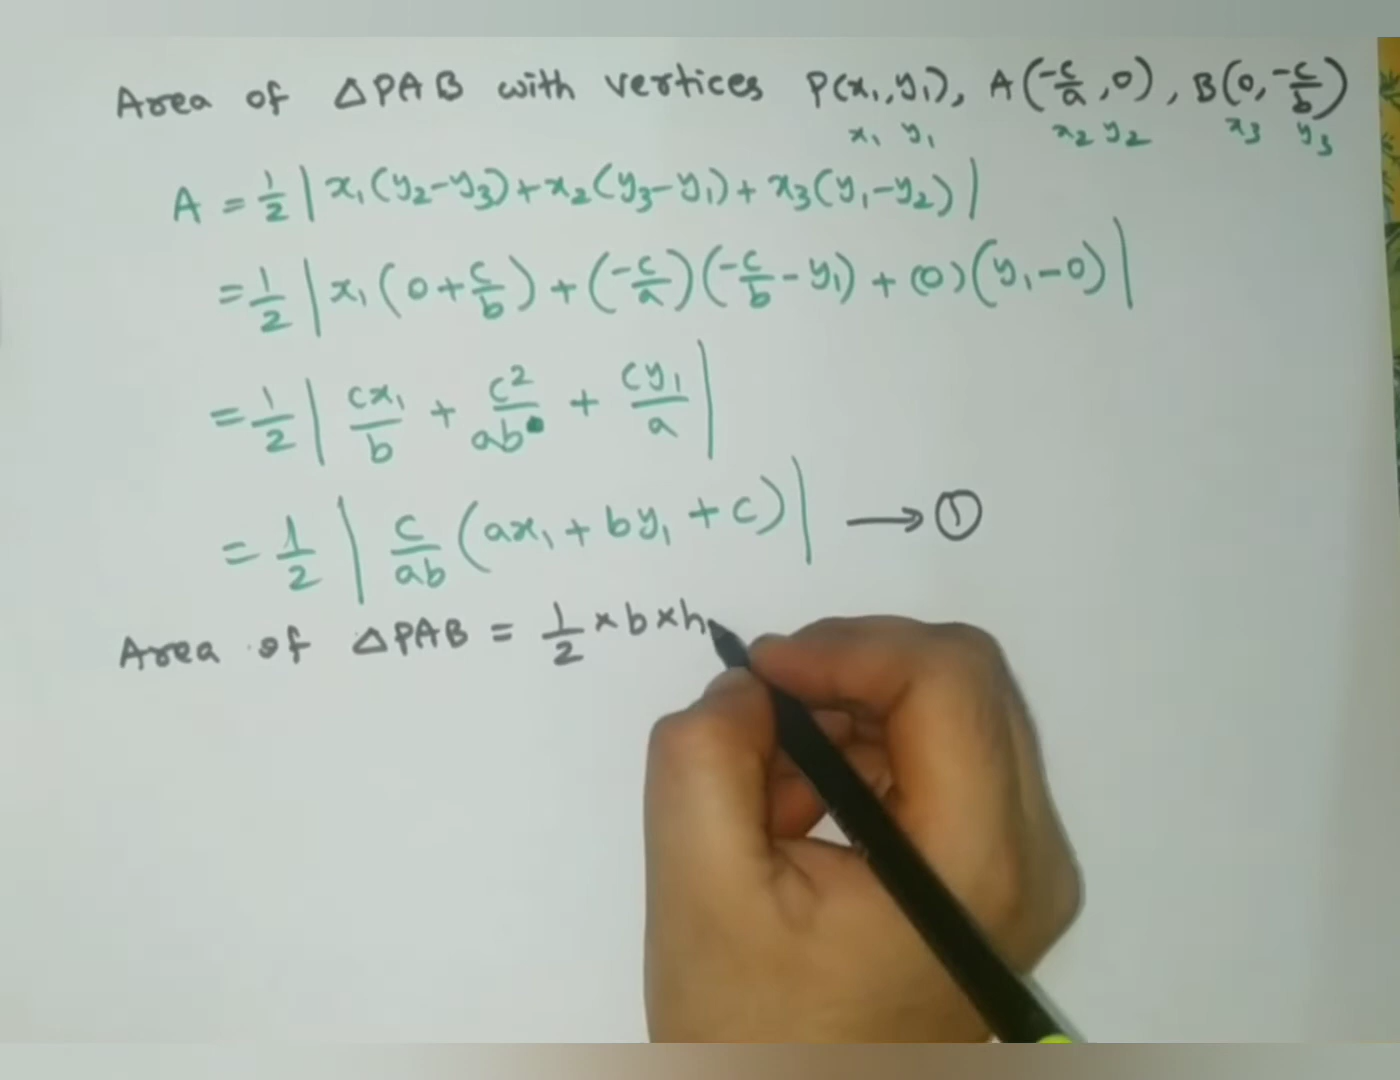 Area of △PAB with vertices P(x₁,y₁), A(-c/a ,0), B(0,-c/b)
x₁ y₁ x₂ y₂ x₃ y₃
A = 1/2 | x₁(y₂-y₃)+x₂(y₃-y₁)+x₃(y₁-y₂) |
= 1/2 | x₁(0+c/b)+(-c/a)(-c/b-y₁)+(0)(y₁-0) |
= 1/2 | cx₁/b + c²/ab + cy₁/a |
= 1/2 | c/ab (ax₁+by₁+c) | → ①
Area of △PAB = 1/2 × b × h